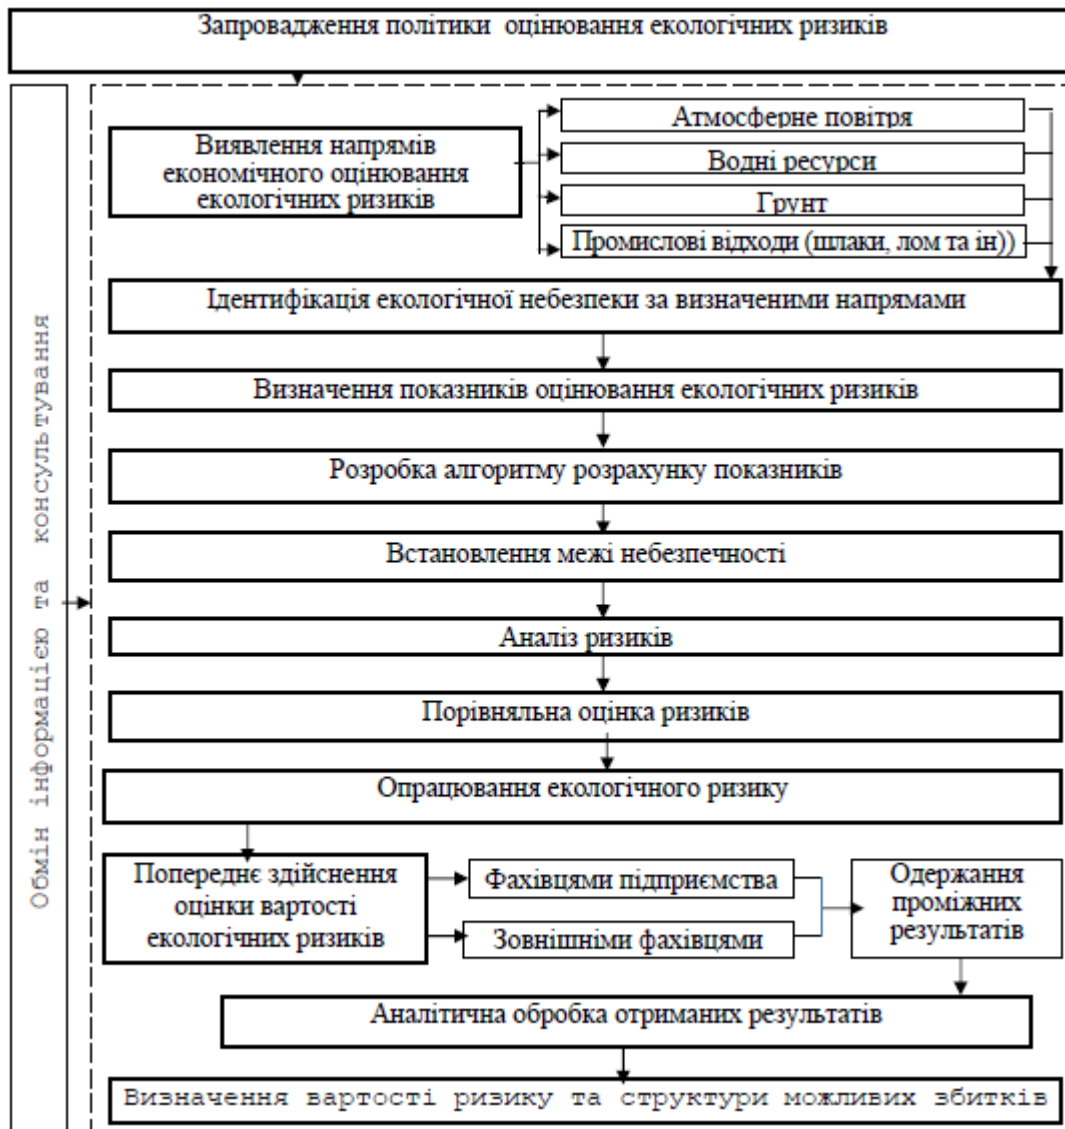 Запровадження політики оцінювання екологічних ризиків
Обмін інформацією та консультування
Виявлення напрямів
економічного оцінювання
екологічних ризиків
Атмосферне повітря
Водні ресурси
Грунт
Промислові відходи (шлаки, лом та ін))
Ідентифікація екологічної небезпеки за визначеними напрямами
Визначення показників оцінювання екологічних ризиків
Розробка алгоритму розрахунку показників
Встановлення межі небезпечності
Аналіз ризиків
Порівняльна оцінка ризиків
Опрацювання екологічного ризику
Попереднє здійснення
оцінки вартості
екологічних ризиків
Фахівцями підприємства
Зовнішніми фахівцями
Одержання
проміжних
результатів
Аналітична обробка отриманих результатів
Визначення вартості ризику та структури можливих збитків